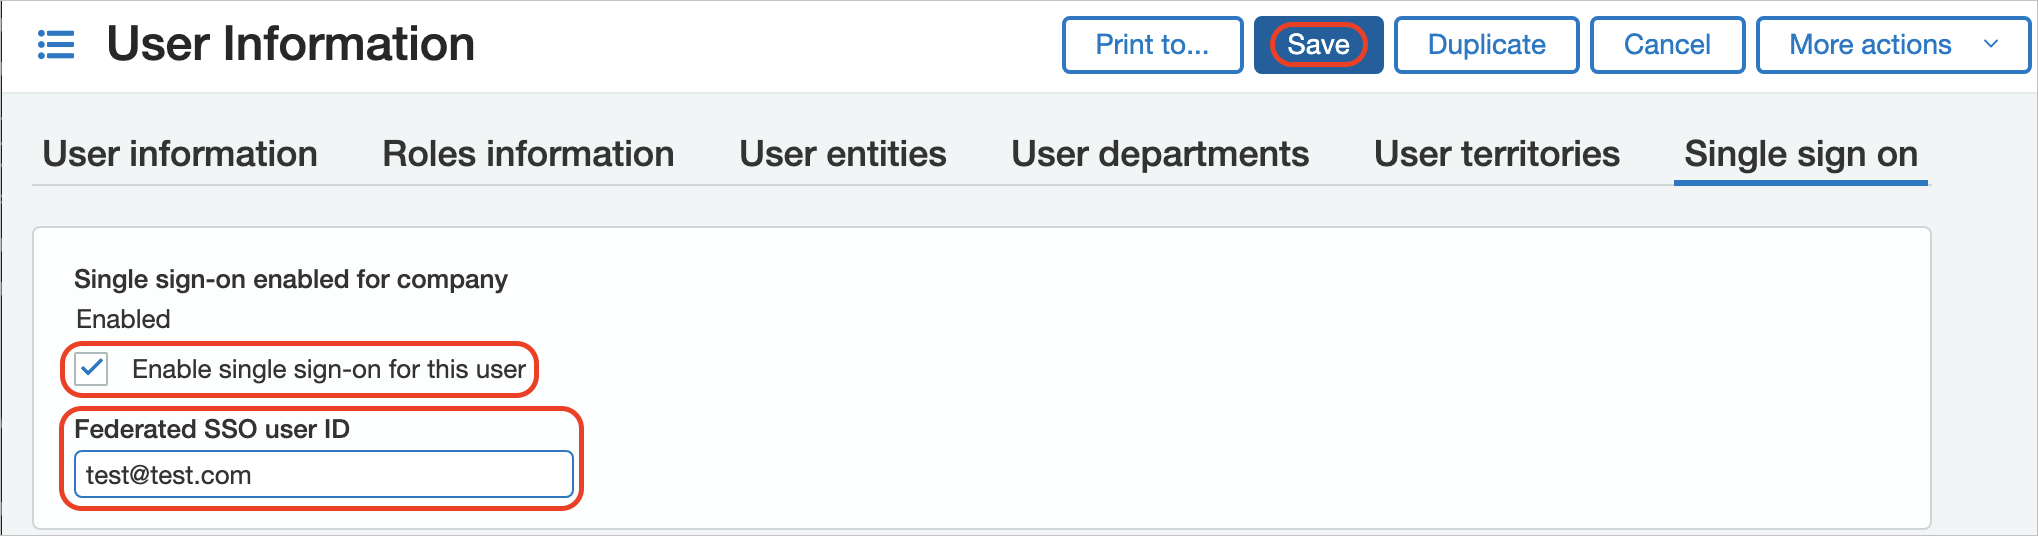 User Information
Print to...
Save
Duplicate
Cancel
More actions
User information
Roles information
User entities
User departments
User territories
Single sign on
Single sign-on enabled for company
Enabled
Enable single sign-on for this user
Federated SSO user ID
test@test.com